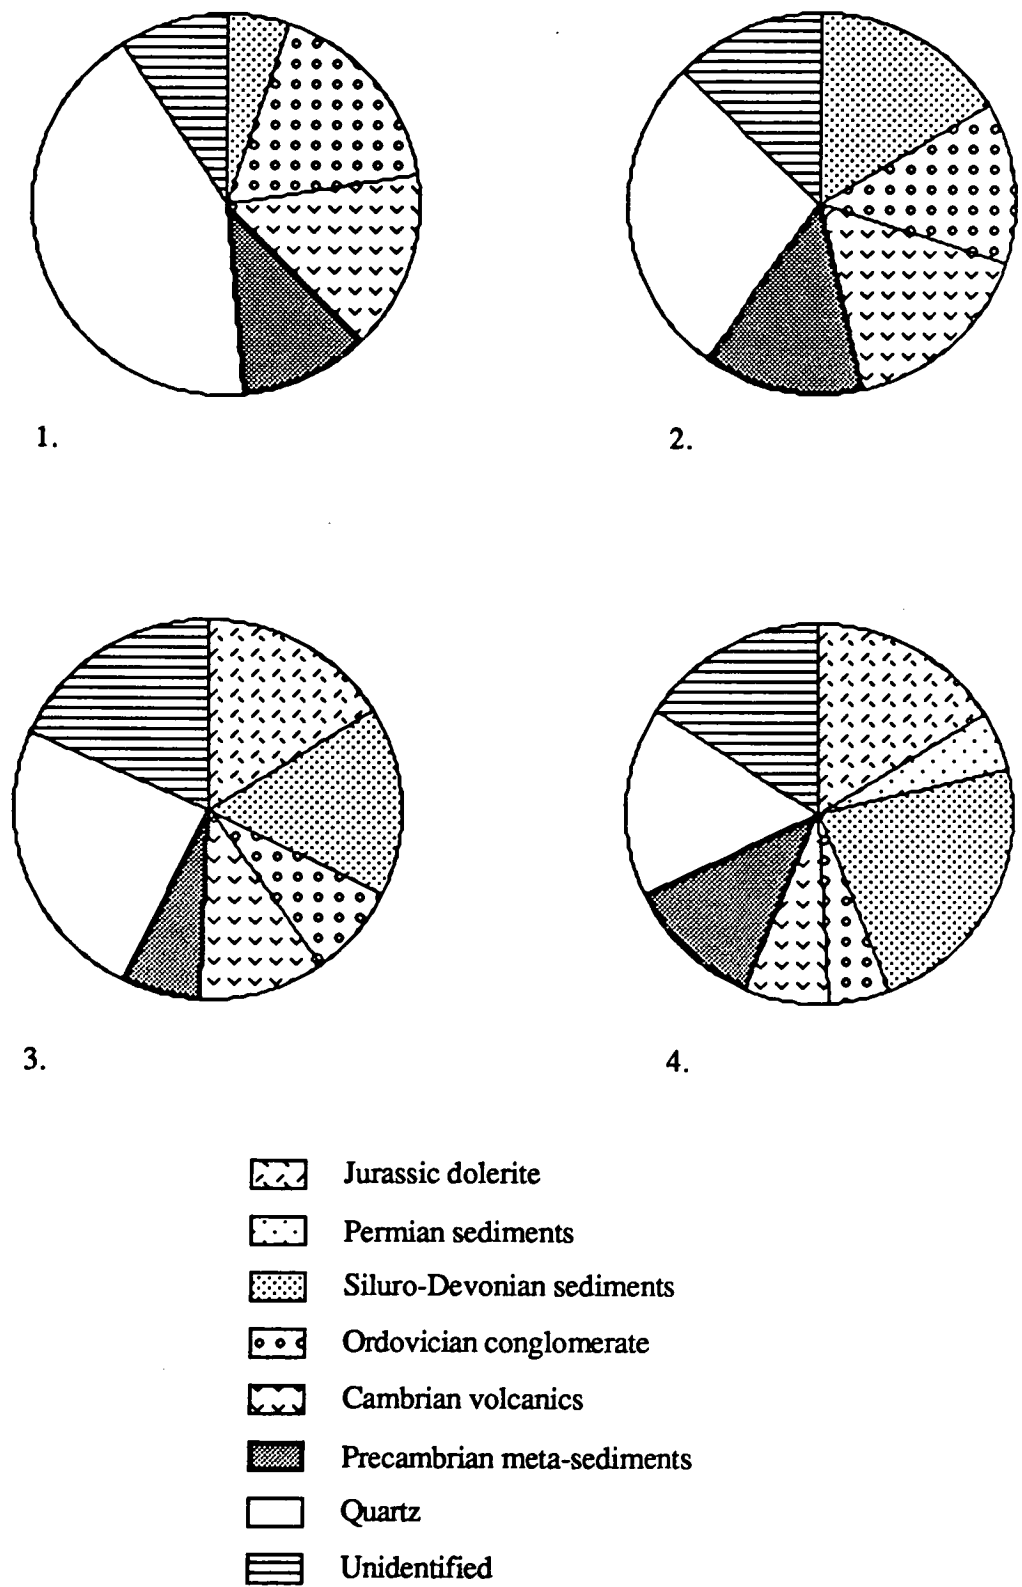 1.
2.
3.
4.
Jurassic dolerite
Permian sediments
Siluro-Devonian sediments
Ordovician conglomerate
Cambrian volcanics
Precambrian meta-sediments
Quartz
Unidentified